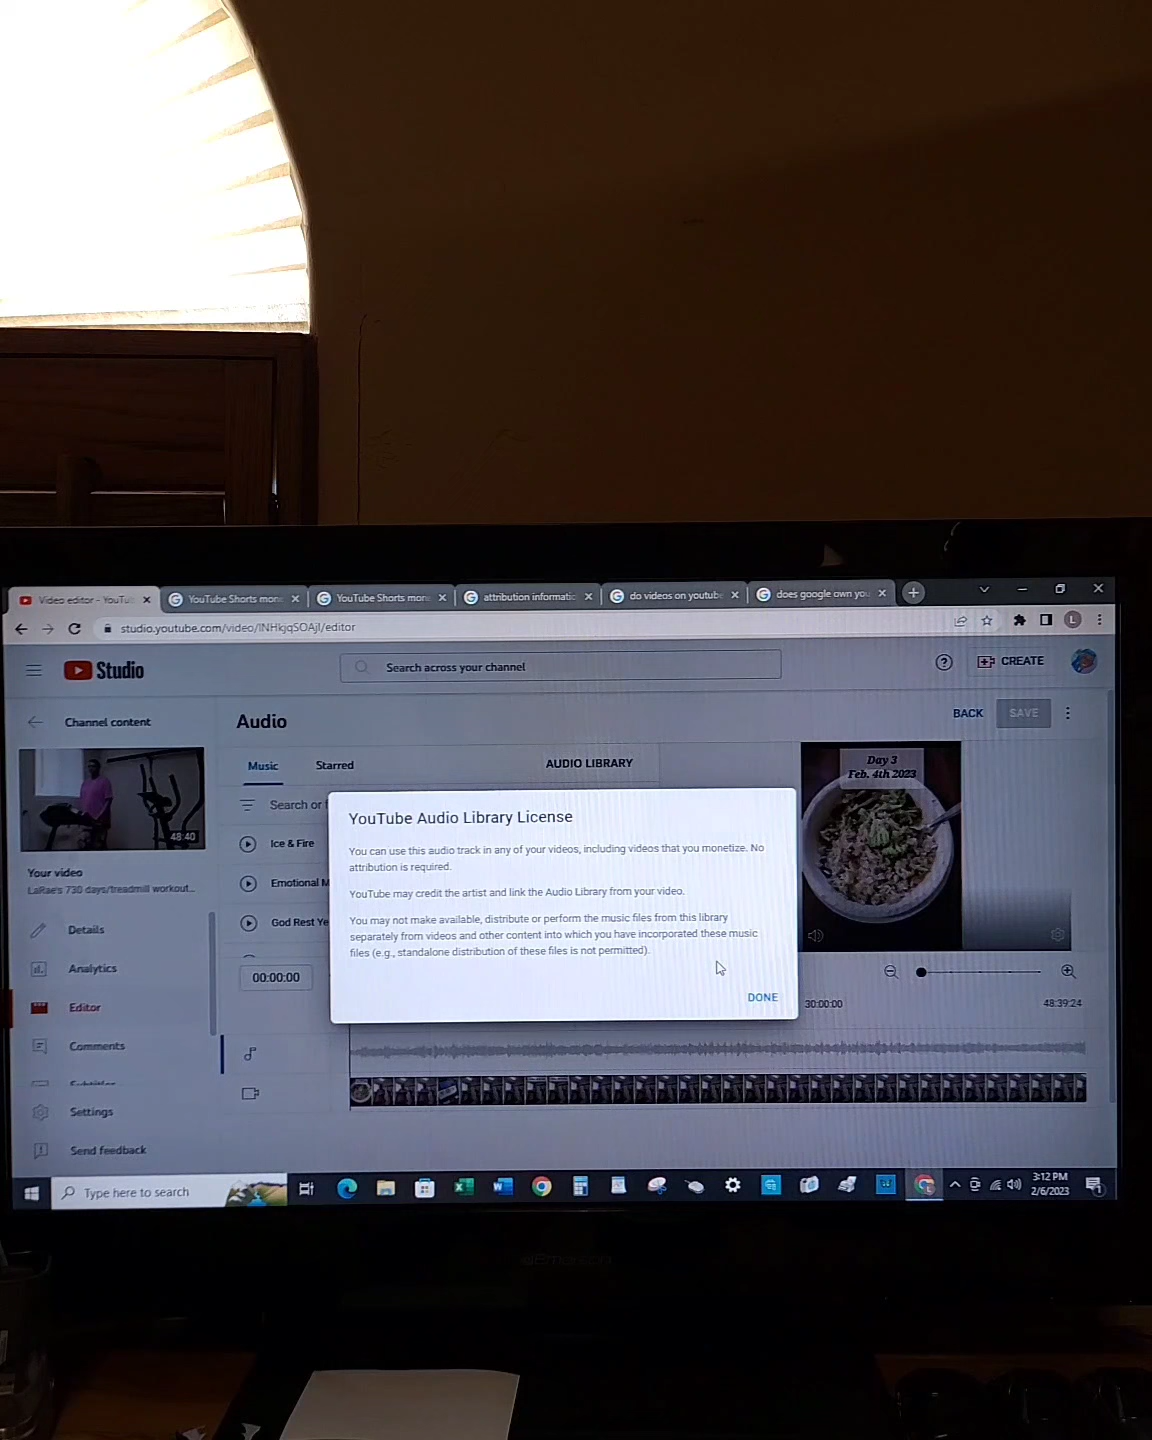 Video editor - YouTub
YouTube Shorts mon
YouTube Shorts mon
attribution informatic
do videos on youtube
does google own you
studio.youtube.com/video/lNHkjqSOAjI/editor
L
Studio
Search across your channel
CREATE
Channel content
Audio
BACK
SAVE
Music
Starred
AUDIO LIBRARY
Day 3
Feb. 4th 2023
Search or f
Ice & Fire
Emotional M
God Rest Ye
48:40
Your video
LaRae's 730 days/treadmill workout...
YouTube Audio Library License
You can use this audio track in any of your videos, including videos that you monetize. No
attribution is required.
YouTube may credit the artist and link the Audio Library from your video.
You may not make available, distribute or perform the music files from this library
separately from videos and other content into which you have incorporated these music
files (e.g., standalone distribution of these files is not permitted).
DONE
Details
Analytics
Editor
Comments
Settings
Send feedback
00:00:00
30:00:00
48:39:24
Type here to search
3:12 PM
2/6/2023
1